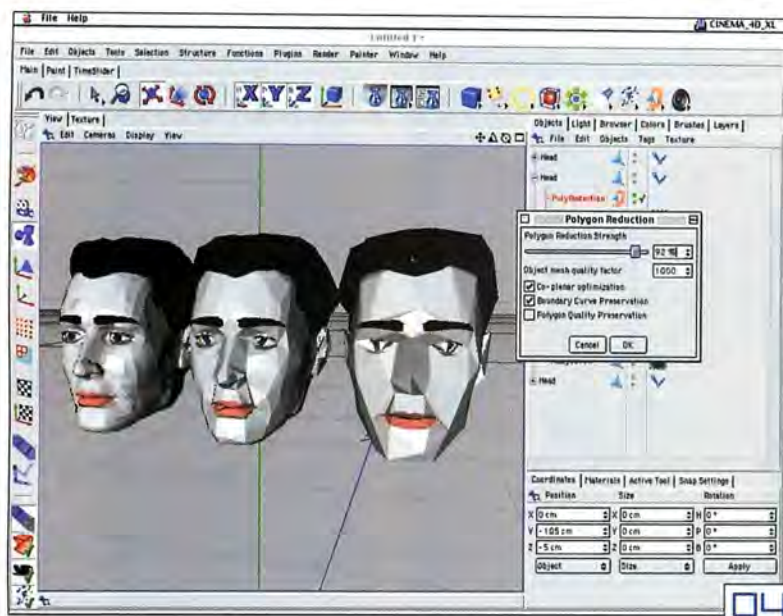 File Help
CINEMA_4D_XL
Untitled 1
File Edit Objects Tools Selection Structure Functions Plugins Render Painter Window Help
Main Paint TimeSlider
View Texture
Edit Cameras Display View
Objects Light Browser Colors Brushes Layers
File Edit Objects Tags Texture
Head
Head
PolyReduction
Polygon Reduction
Polygon Reduction Strength
92 %
Object mesh quality factor
1000
Co-planar optimization
Boundary Curve Preservation
Polygon Quality Preservation
Cancel OK
Head
Coordinates Materials Active Tool Snap Settings
Position Size Rotation
X 0 cm X 0 cm H 0 °
Y -105 cm Y 0 cm P 0 °
Z -5 cm Z 0 cm B 0 °
Object Size Apply